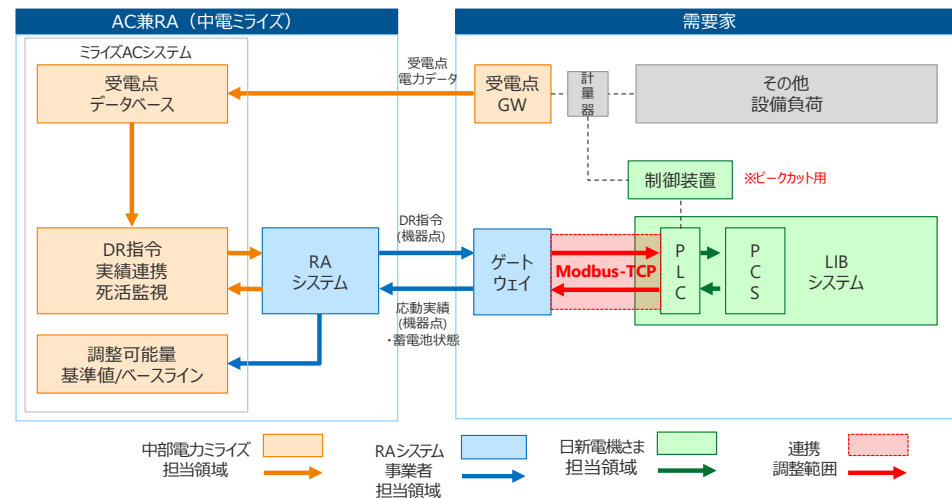 AC兼RA（中電ミライズ）
需要家
ミライズACシステム
受電点
データベース
受電点
電力データ
受電点
GW
計
量
器
その他
設備負荷
制御装置
※ピークカット用
DR指令
実績連携
死活監視
RA
システム
DR指令
(機器点)
ゲート
ウェイ
Modbus-TCP
P
L
C
P
C
S
LIB
システム
応動実績
(機器点)
・蓄電池状態
調整可能量
基準値/ベースライン
中部電力ミライズ
担当領域
RAシステム
事業者
担当領域
日新電機さま
担当領域
連携
調整範囲